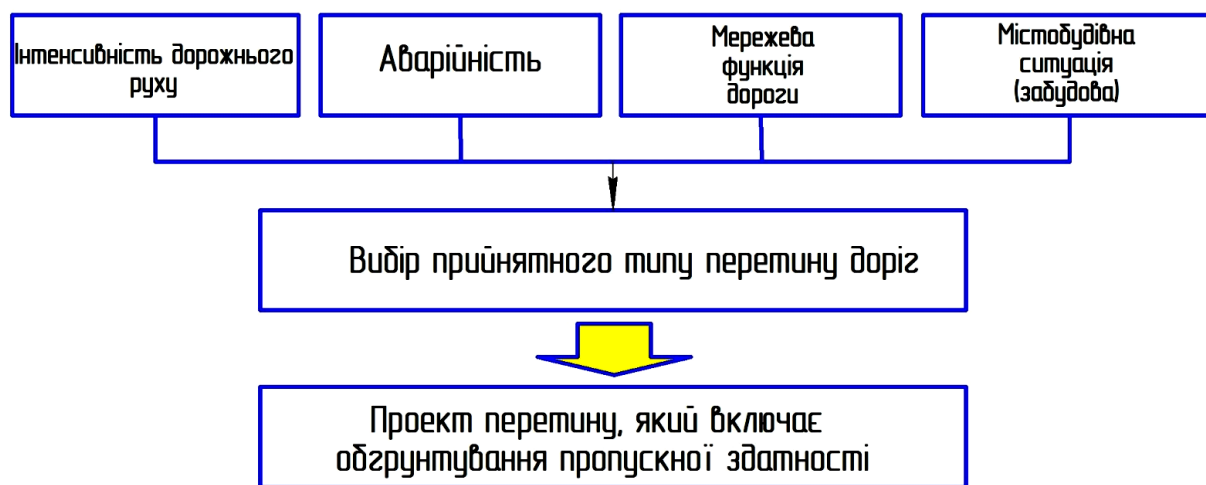 Інтенсивність дорожнього
руху
Аварійність
Мережева
функція
дороги
Містобудівна
ситуація
(забудова)
Вибір прийнятного типу перетину доріг
Проект перетину, який включає
обгрунтування пропускної здатності